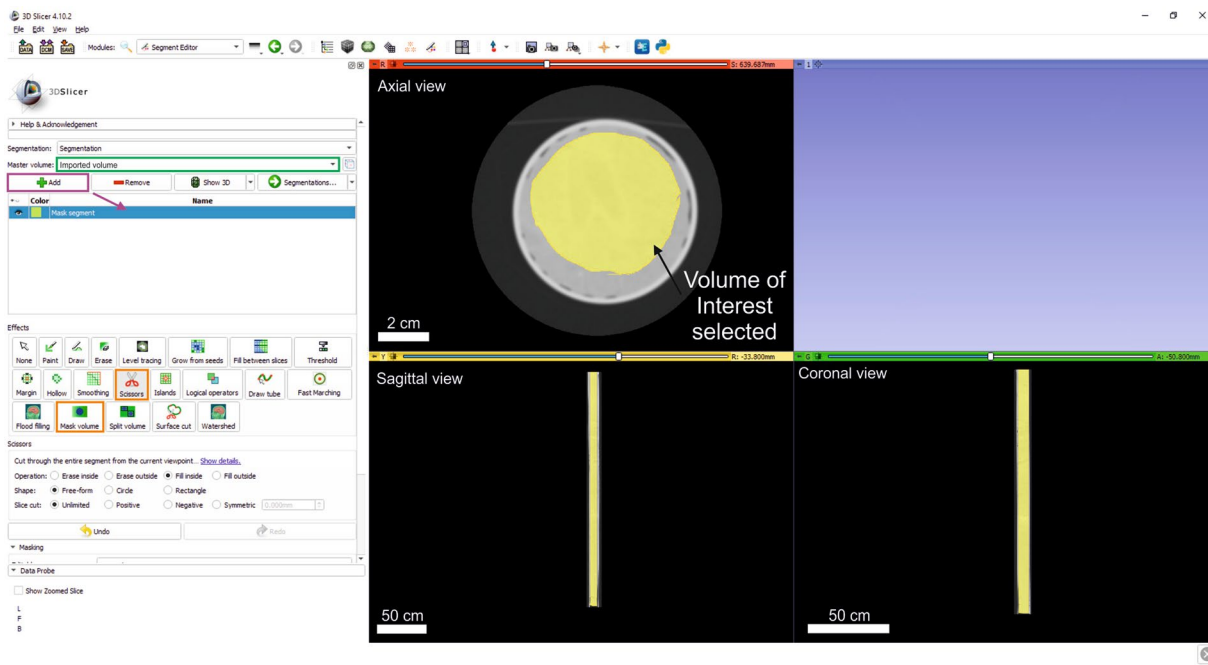 3D Slicer 4.10.2
File Edit View Help
DATA DCM SAVE Modules: Segment Editor
R S: 639.687mm 1
3DSlicer
Axial view
Help & Acknowledgement
Segmentation: Segmentation
Master volume: Imported volume
Add Remove Show 3D Segmentations...
Color Name
Mask segment
Volume of
Interest
selected
2 cm
Effects
None Paint Draw Erase Level tracing Grow from seeds Fill between slices Threshold
Margin Hollow Smoothing Scissors Islands Logical operators Draw tube Fast Marching
Flood filling Mask volume Split volume Surface cut Watershed
Y R: -33.800mm G A: -50.800mm
Sagittal view
Coronal view
Scissors
Cut through the entire segment from the current viewpoint... Show details.
Operation: Erase inside Erase outside Fill inside Fill outside
Shape: Free-form Circle Rectangle
Slice cut: Unlimited Positive Negative Symmetric 0.000mm
Undo Redo
Masking
Data Probe
Show Zoomed Slice
L
F
B
50 cm
50 cm